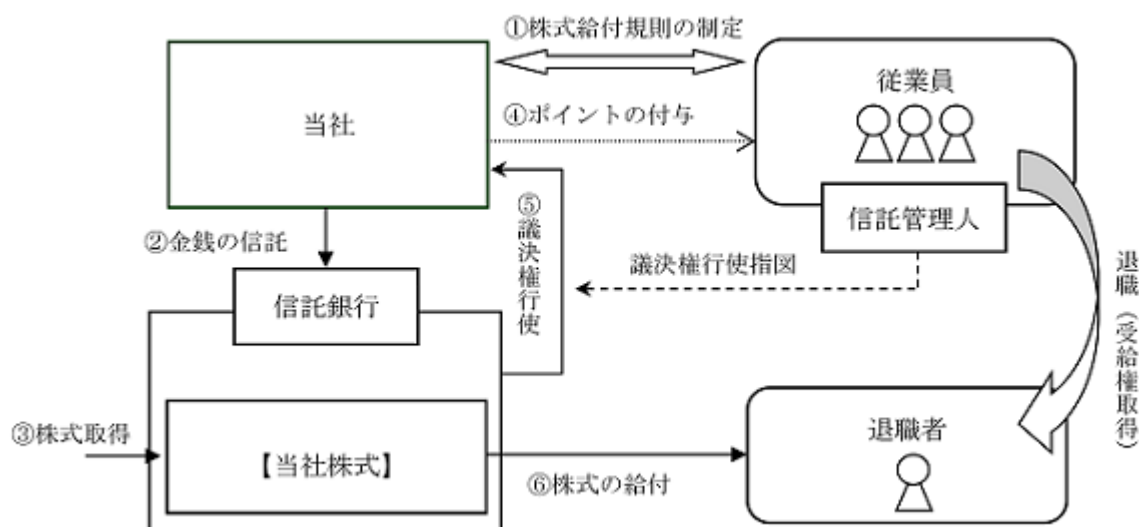 ①株式給付規則の制定
当社
従業員
④ポイントの付与
信託管理人
②金銭の信託
⑤議決権行使
議決権行使指図
退職（受給権取得）
信託銀行
③株式取得
【当社株式】
⑥株式の給付
退職者